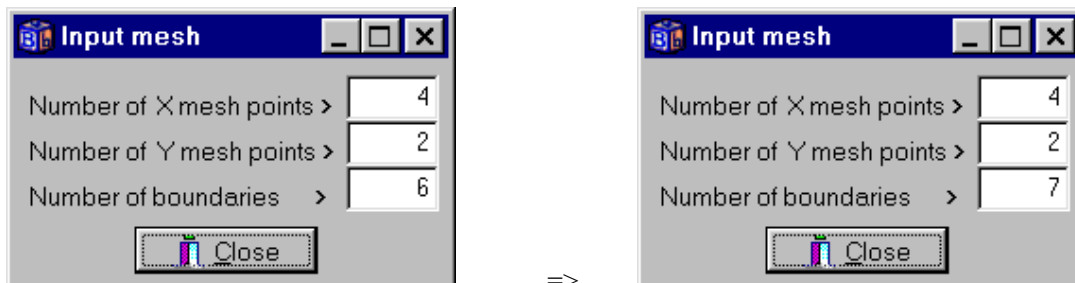 Input mesh
Number of X mesh points > 4
Number of Y mesh points > 2
Number of boundaries > 6
Close
=>
Input mesh
Number of X mesh points > 4
Number of Y mesh points > 2
Number of boundaries > 7
Close